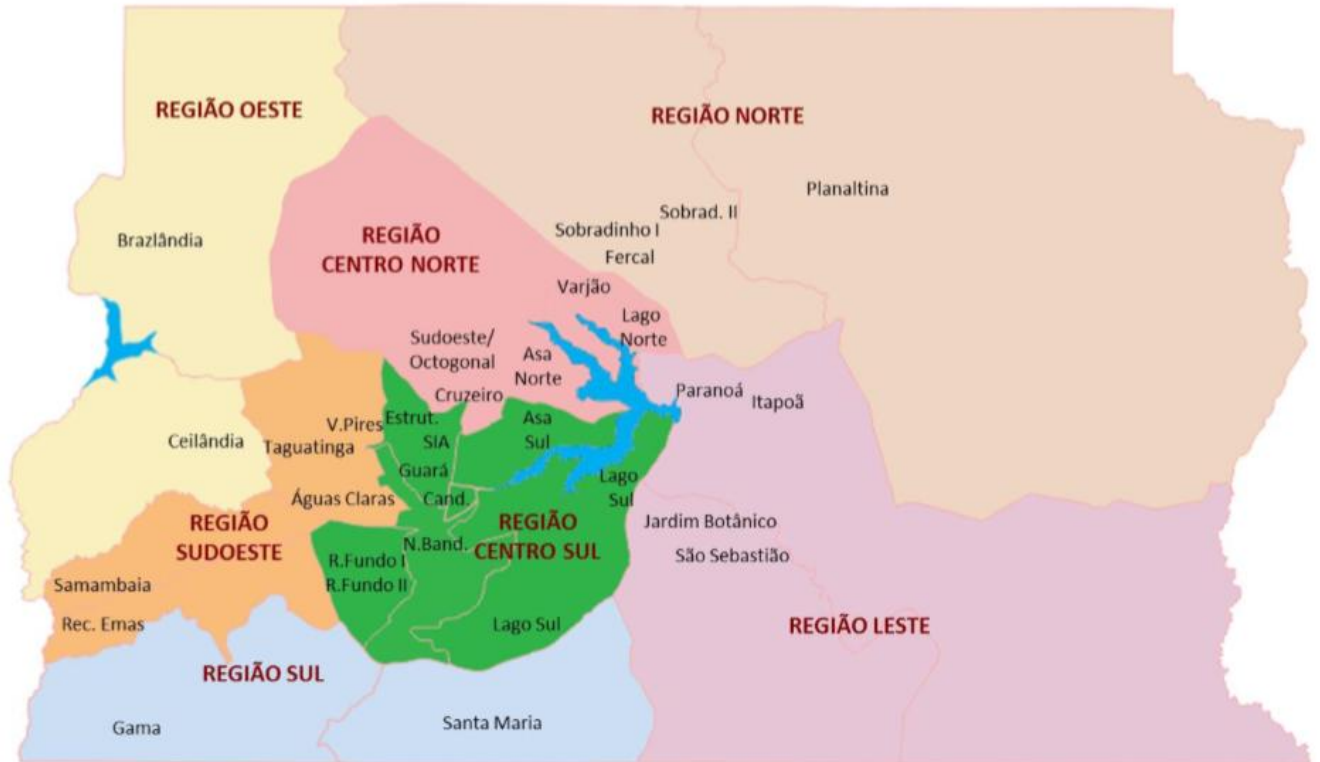 REGIÃO OESTE
REGIÃO NORTE
Planaltina
Sobrad. II
Sobradinho I
Fercal
Brazlândia
REGIÃO
CENTRO NORTE
Varjão
Lago
Norte
Sudoeste/
Octogonal
Asa
Norte
Cruzeiro
Paranoá
Itapoã
V.Pires
Estrut.
Asa
Sul
SIA
Ceilândia
Taguatinga
Guará
Lago
Sul
Águas Claras
Cand.
REGIÃO
SUDOESTE
REGIÃO
CENTRO SUL
Jardim Botânico
N.Band.
São Sebastião
R.Fundo I
R.Fundo II
Samambaia
Rec. Emas
Lago Sul
REGIÃO LESTE
REGIÃO SUL
Gama
Santa Maria